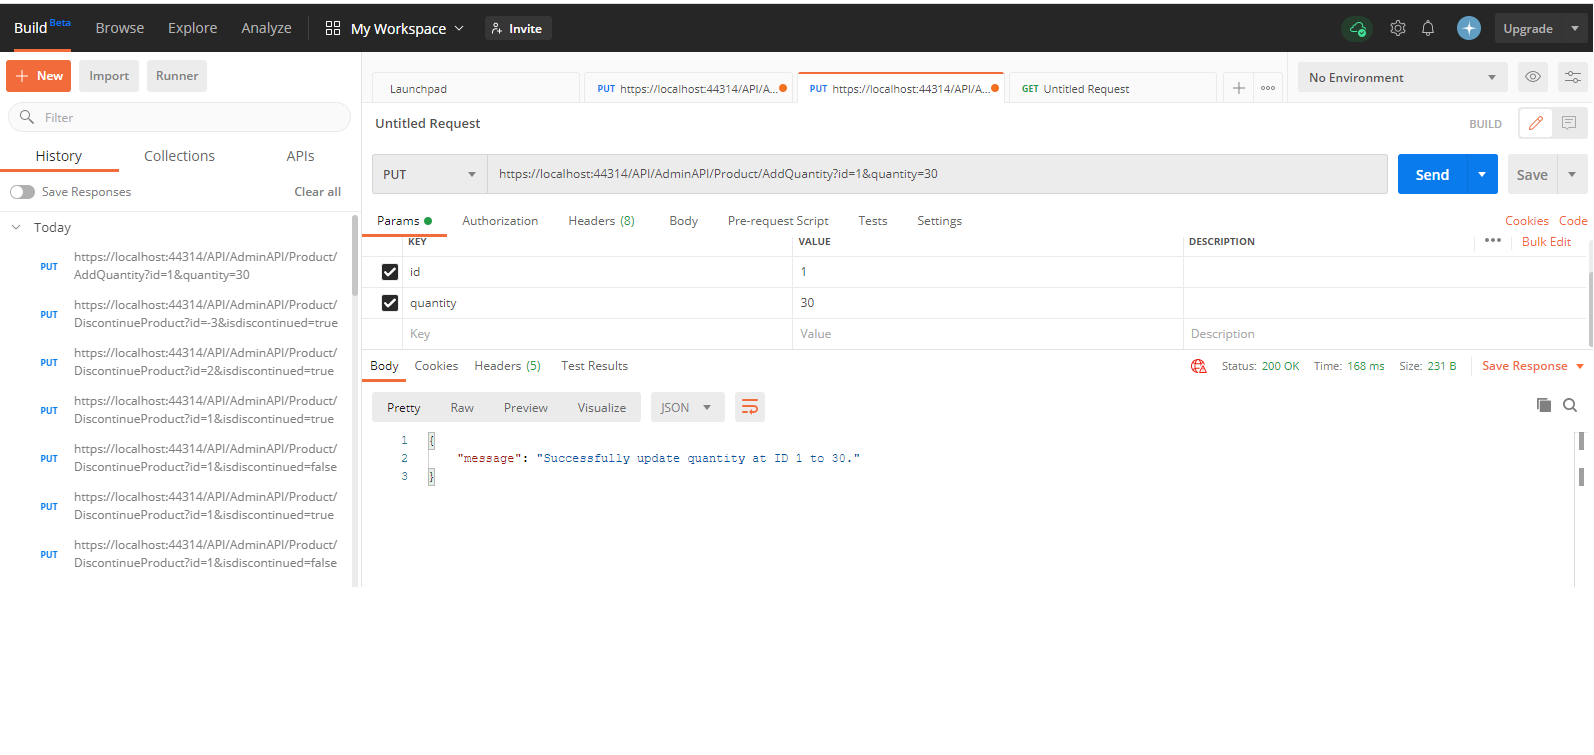 Build Beta Browse Explore Analyze My Workspace Invite Upgrade
New Import Runner
Launchpad PUT https://localhost:44314/API/A... PUT https://localhost:44314/API/A... GET Untitled Request No Environment
Filter
Untitled Request BUILD
History Collections APIs
PUT https://localhost:44314/API/AdminAPI/Product/AddQuantity?id=1&quantity=30 Send Save
Save Responses Clear all
Params Authorization Headers (8) Body Pre-request Script Tests Settings Cookies Code
Today
KEY VALUE DESCRIPTION Bulk Edit
id 1
quantity 30
Key Value Description
PUT https://localhost:44314/API/AdminAPI/Product/
AddQuantity?id=1&quantity=30
PUT https://localhost:44314/API/AdminAPI/Product/
DiscontinueProduct?id=-3&isdiscontinued=true
PUT https://localhost:44314/API/AdminAPI/Product/
DiscontinueProduct?id=2&isdiscontinued=true
PUT https://localhost:44314/API/AdminAPI/Product/
DiscontinueProduct?id=1&isdiscontinued=true
PUT https://localhost:44314/API/AdminAPI/Product/
DiscontinueProduct?id=1&isdiscontinued=false
PUT https://localhost:44314/API/AdminAPI/Product/
DiscontinueProduct?id=1&isdiscontinued=true
PUT https://localhost:44314/API/AdminAPI/Product/
DiscontinueProduct?id=1&isdiscontinued=false
Body Cookies Headers (5) Test Results Status: 200 OK Time: 168 ms Size: 231 B Save Response
Pretty Raw Preview Visualize JSON
1 {
2 "message": "Successfully update quantity at ID 1 to 30."
3 }